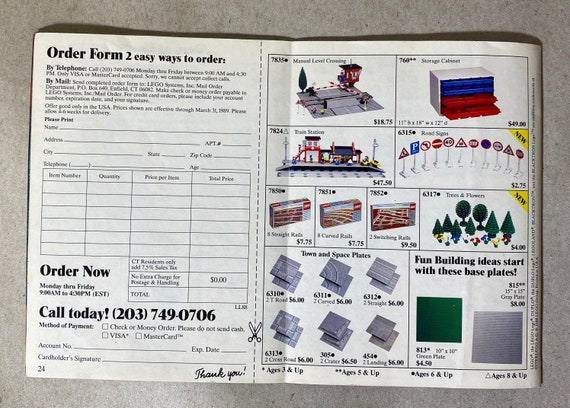 Order Form 2 easy ways to order:
By Telephone: Call (203) 749-0706 Monday thru Friday between 9:00 AM and 4:30
PM. Only VISA or MasterCard accepted. Sorry, we cannot accept collect calls.
By Mail: Send completed order form to: LEGO Systems, Inc. Mail Order
Department, P.O. Box 640, Enfield, CT 06082. Make check or money order payable to
LEGO Systems, Inc./Mail Order. For credit card orders, please include your account
number, expiration date, and your signature.
Offer good only in the USA. Prices shown are effective through March 31, 1989. Please
allow 4-6 weeks for delivery.
Please Print
Name
Address APT.#
City State Zip Code
Telephone ( ) Age
Item Number Quantity Price per Item Total Price
CT Residents only
add 7.5% Sales Tax
No Extra Charge for
Postage & Handling $0.00
TOTAL
Order Now
Monday thru Friday
9:00AM to 4:30PM (EST)
LL88
Call today! (203) 749-0706
Method of Payment: Check or Money Order. Please do not send cash.
VISA* MasterCard™
Account No. Exp. Date
Cardholder's Signature
24
Thank you!
7835● Manual Level Crossing
$18.75
760** Storage Cabinet
11" h x 18" w x 12" d $49.00
7824△ Train Station
$47.50
6315● Road Signs
NEW
$2.75
7850●
8 Straight Rails
$7.75
7851●
8 Curved Rails
$7.75
7852●
2 Switching Rails
$9.50
6317● Trees & Flowers
NEW
$4.00
Town and Space Plates
6310●
2 T Road $6.00
6311●
2 Curved $6.00
6312●
2 Straight $6.00
6313●
2 Cross Road $6.00
305●
2 Crater $6.50
454●
2 Landing $6.00
Fun Building ideas start
with these base plates!
815**
15" x 15"
Gray Plate
$8.00
813* 10" x 10"
Green Plate
$4.50
* Ages 3 & Up **Ages 5 & Up ●Ages 6 & Up △Ages 8 & Up